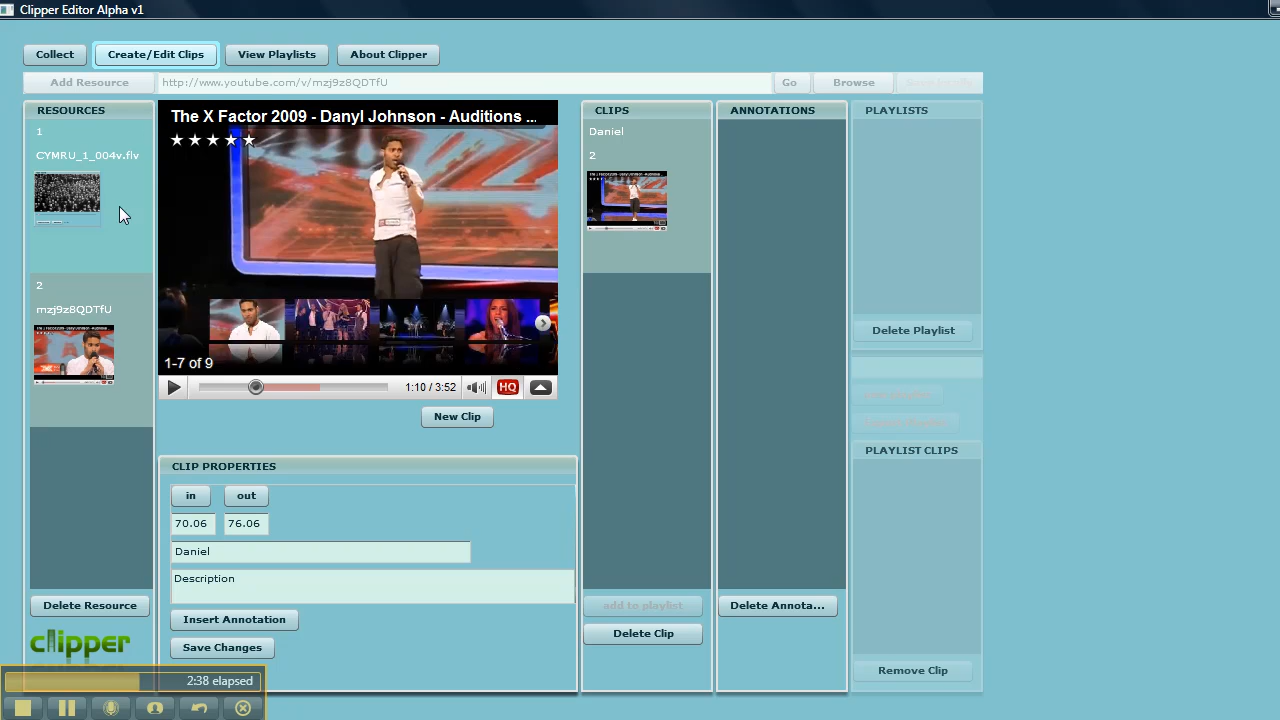 Clipper Editor Alpha v1
Collect
Create/Edit Clips
View Playlists
About Clipper
Add Resource
http://www.youtube.com/v/mzj9z8QDTfU
Go
Browse
RESOURCES
1
CYMRU_1_004v.flv
2
mzj9z8QDTfU
Delete Resource
clipper
The X Factor 2009 - Danyl Johnson - Auditions ...
1-7 of 9
1:10 / 3:52
HQ
New Clip
CLIP PROPERTIES
in
out
70.06
76.06
Daniel
Description
Insert Annotation
Save Changes
CLIPS
Daniel
2
add to playlist
Delete Clip
ANNOTATIONS
Delete Annota...
PLAYLISTS
Delete Playlist
PLAYLIST CLIPS
Remove Clip
2:38 elapsed